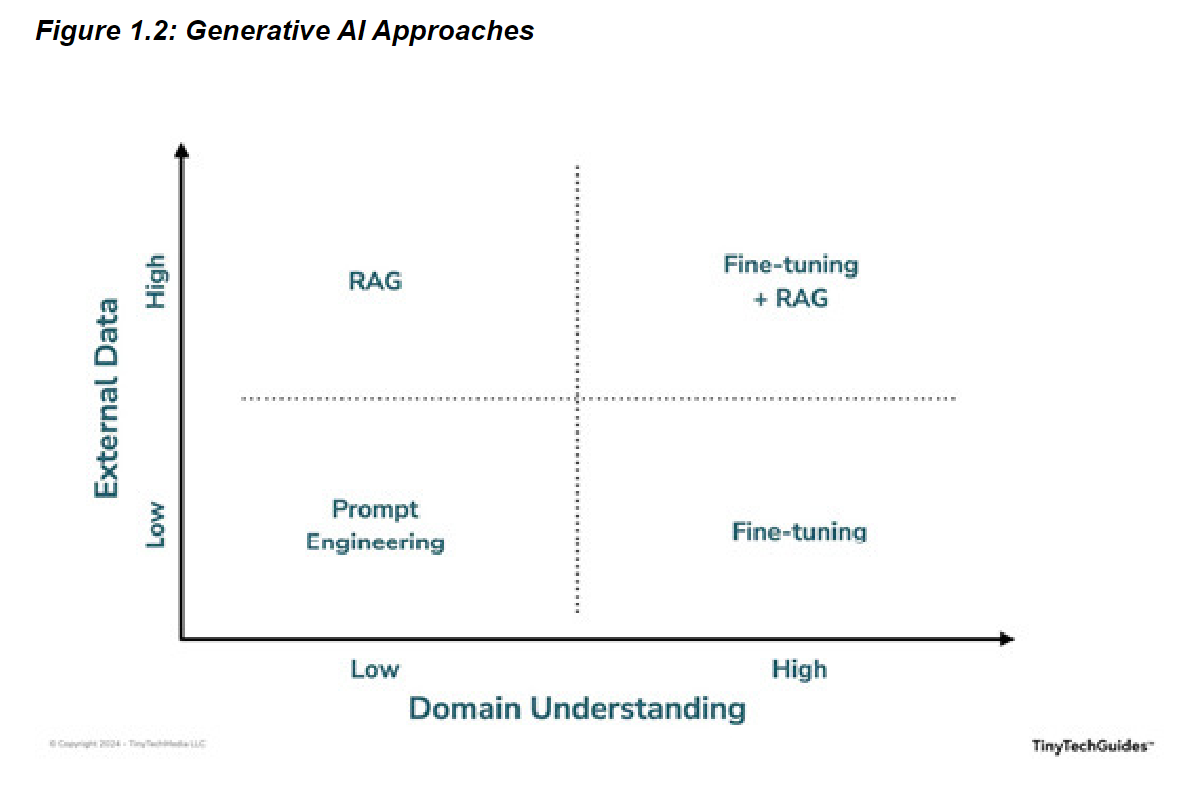 Figure 1.2: Generative AI Approaches
External Data
High
Low
RAG
Fine-tuning
+ RAG
Prompt
Engineering
Fine-tuning
Low
High
Domain Understanding
© Copyright 2024 - TinyTechMedia LLC
TinyTechGuides™